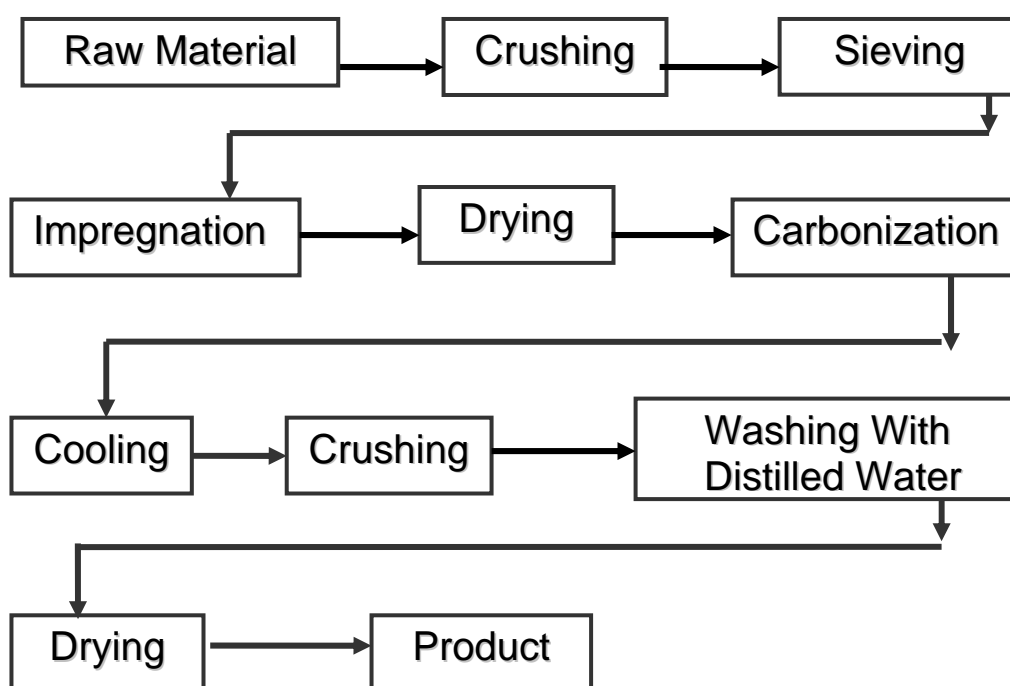 Raw Material
Crushing
Sieving
Impregnation
Drying
Carbonization
Cooling
Crushing
Washing With
Distilled Water
Drying
Product